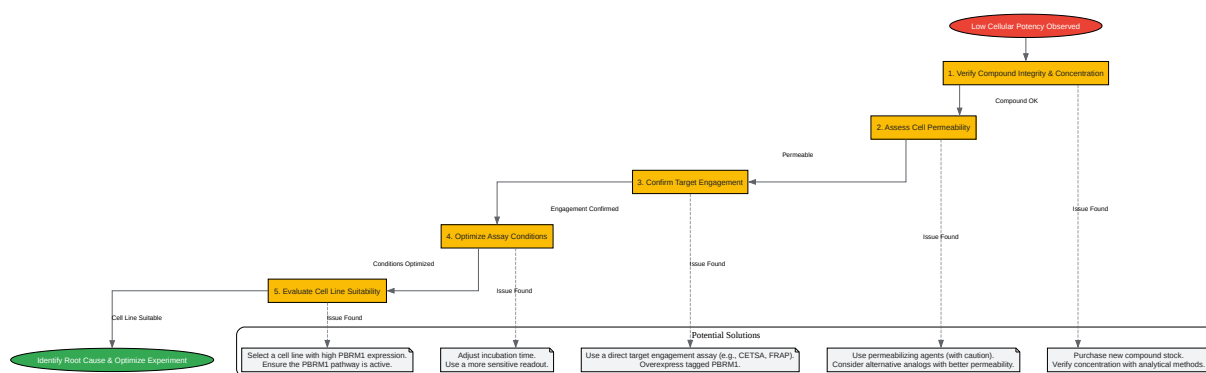 Low Cellular Potency Observed
1. Verify Compound Integrity & Concentration
Compound OK
2. Assess Cell Permeability
Permeable
3. Confirm Target Engagement
Engagement Confirmed
Issue Found
4. Optimize Assay Conditions
Issue Found
Conditions Optimized
Issue Found
5. Evaluate Cell Line Suitability
Issue Found
Cell Line Suitable
Issue Found
Potential Solutions
Identify Root Cause & Optimize Experiment
Select a cell line with high PBRM1 expression.
Ensure the PBRM1 pathway is active.
Adjust incubation time.
Use a more sensitive readout.
Use a direct target engagement assay (e.g., CETSA, FRAP).
Overexpress tagged PBRM1.
Use permeabilizing agents (with caution).
Consider alternative analogs with better permeability.
Purchase new compound stock.
Verify concentration with analytical methods.